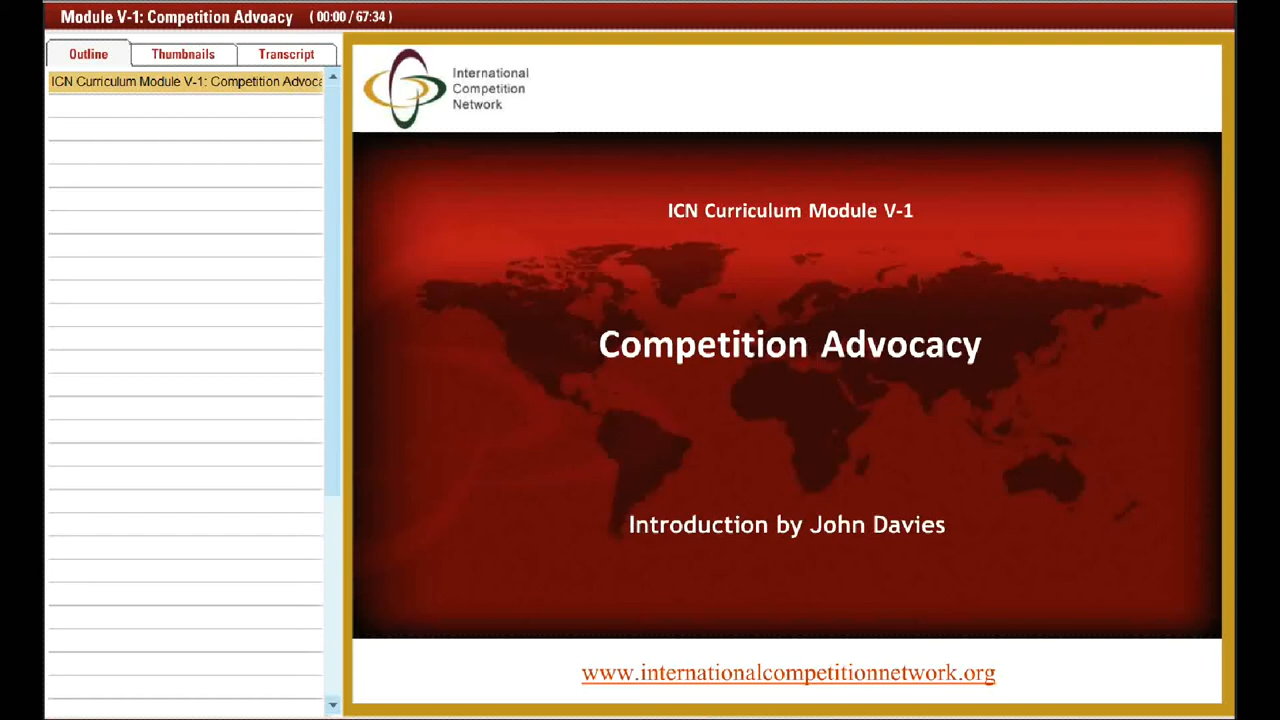 Module V-1: Competition Advocacy ( 00:00 / 67:34 )
Outline
Thumbnails
Transcript
ICN Curriculum Module V-1: Competition Advoca
International
Competition
Network
ICN Curriculum Module V-1
Competition Advocacy
Introduction by John Davies
www.internationalcompetitionnetwork.org